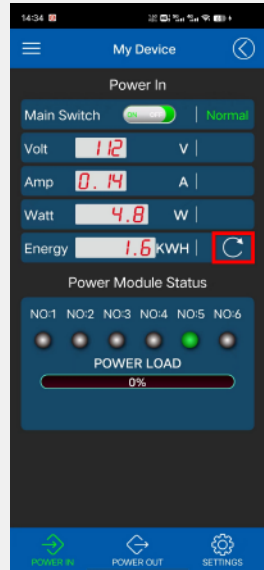 14:34
My Device
Power In
Main Switch ON Normal
Volt 112 V
Amp 0.14 A
Watt 4.8 W
Energy 1.6 KWH
Power Module Status
NO:1 NO:2 NO:3 NO:4 NO:5 NO:6
POWER LOAD
0%
POWER IN POWER OUT SETTINGS